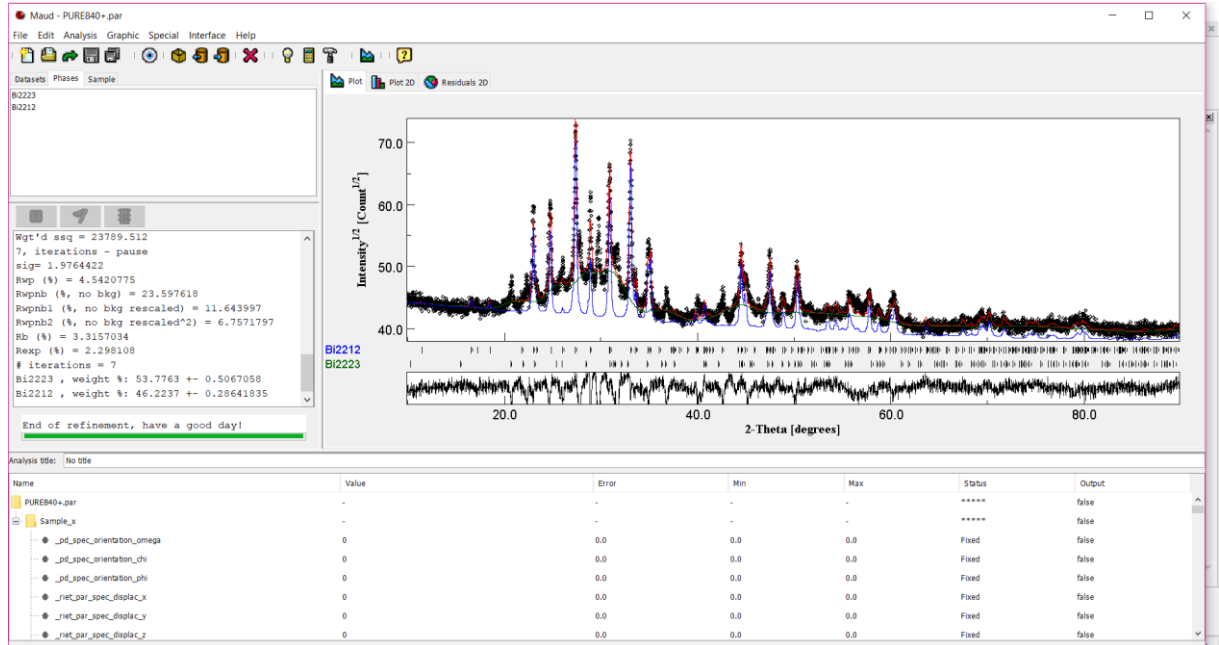 Maud - PURE840+.par
File Edit Analysis Graphic Special Interface Help
Datasets Phases Sample
Bi2223
Bi2212
Wgt'd ssq = 23789.512
7, iterations - pause
sig= 1.9764422
Rwp (%) = 4.5420775
Rwpnb (%, no bkg) = 23.597618
Rwpnb1 (%, no bkg rescaled) = 11.643997
Rwpnb2 (%, no bkg rescaled^2) = 6.7571797
Rb (%) = 3.3157034
Rexp (%) = 2.298108
# iterations = 7
Bi2223 , weight %: 53.7763 +- 0.5067058
Bi2212 , weight %: 46.2237 +- 0.28641835
End of refinement, have a good day!
Plot Plot 2D Residuals 2D
Intensity1/2 [Count1/2]
70.0
60.0
50.0
40.0
Bi2212
Bi2223
20.0 40.0 60.0 80.0
2-Theta [degrees]
Analysis title: No title
Name Value Error Min Max Status Output
PURE840+.par - - - - ***** false
Sample_x - - - - ***** false
_pd_spec_orientation_omega 0 0.0 0.0 0.0 Fixed false
_pd_spec_orientation_chi 0 0.0 0.0 0.0 Fixed false
_pd_spec_orientation_phi 0 0.0 0.0 0.0 Fixed false
_riet_par_spec_displac_x 0 0.0 0.0 0.0 Fixed false
_riet_par_spec_displac_y 0 0.0 0.0 0.0 Fixed false
_riet_par_spec_displac_z 0 0.0 0.0 0.0 Fixed false